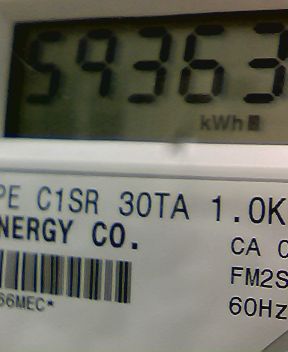 59363
kWh
PE C1SR 30TA 1.0K
NERGY CO.
CA
FM2S
66MEC*
60Hz